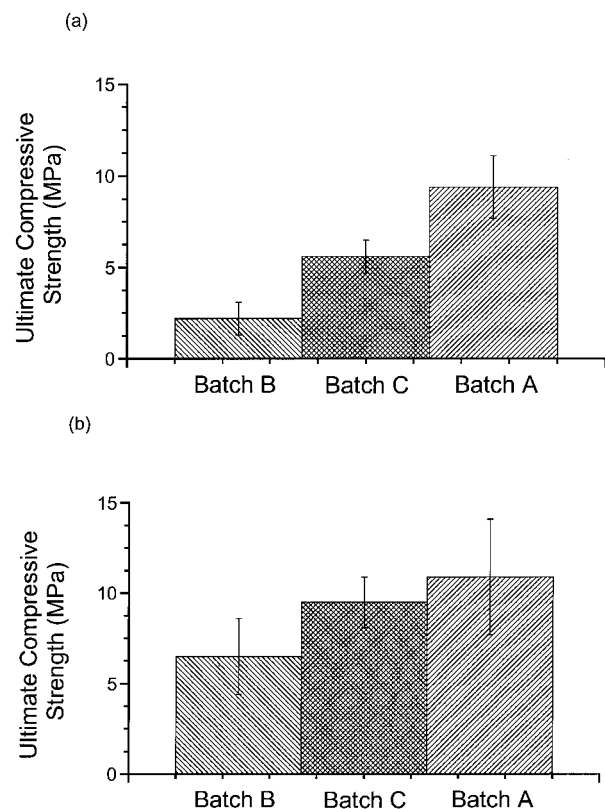 (a)
Ultimate Compressive
Strength (MPa)
15
10
5
0
Batch B
Batch C
Batch A
(b)
Ultimate Compressive
Strength (MPa)
15
10
5
0
Batch B
Batch C
Batch A